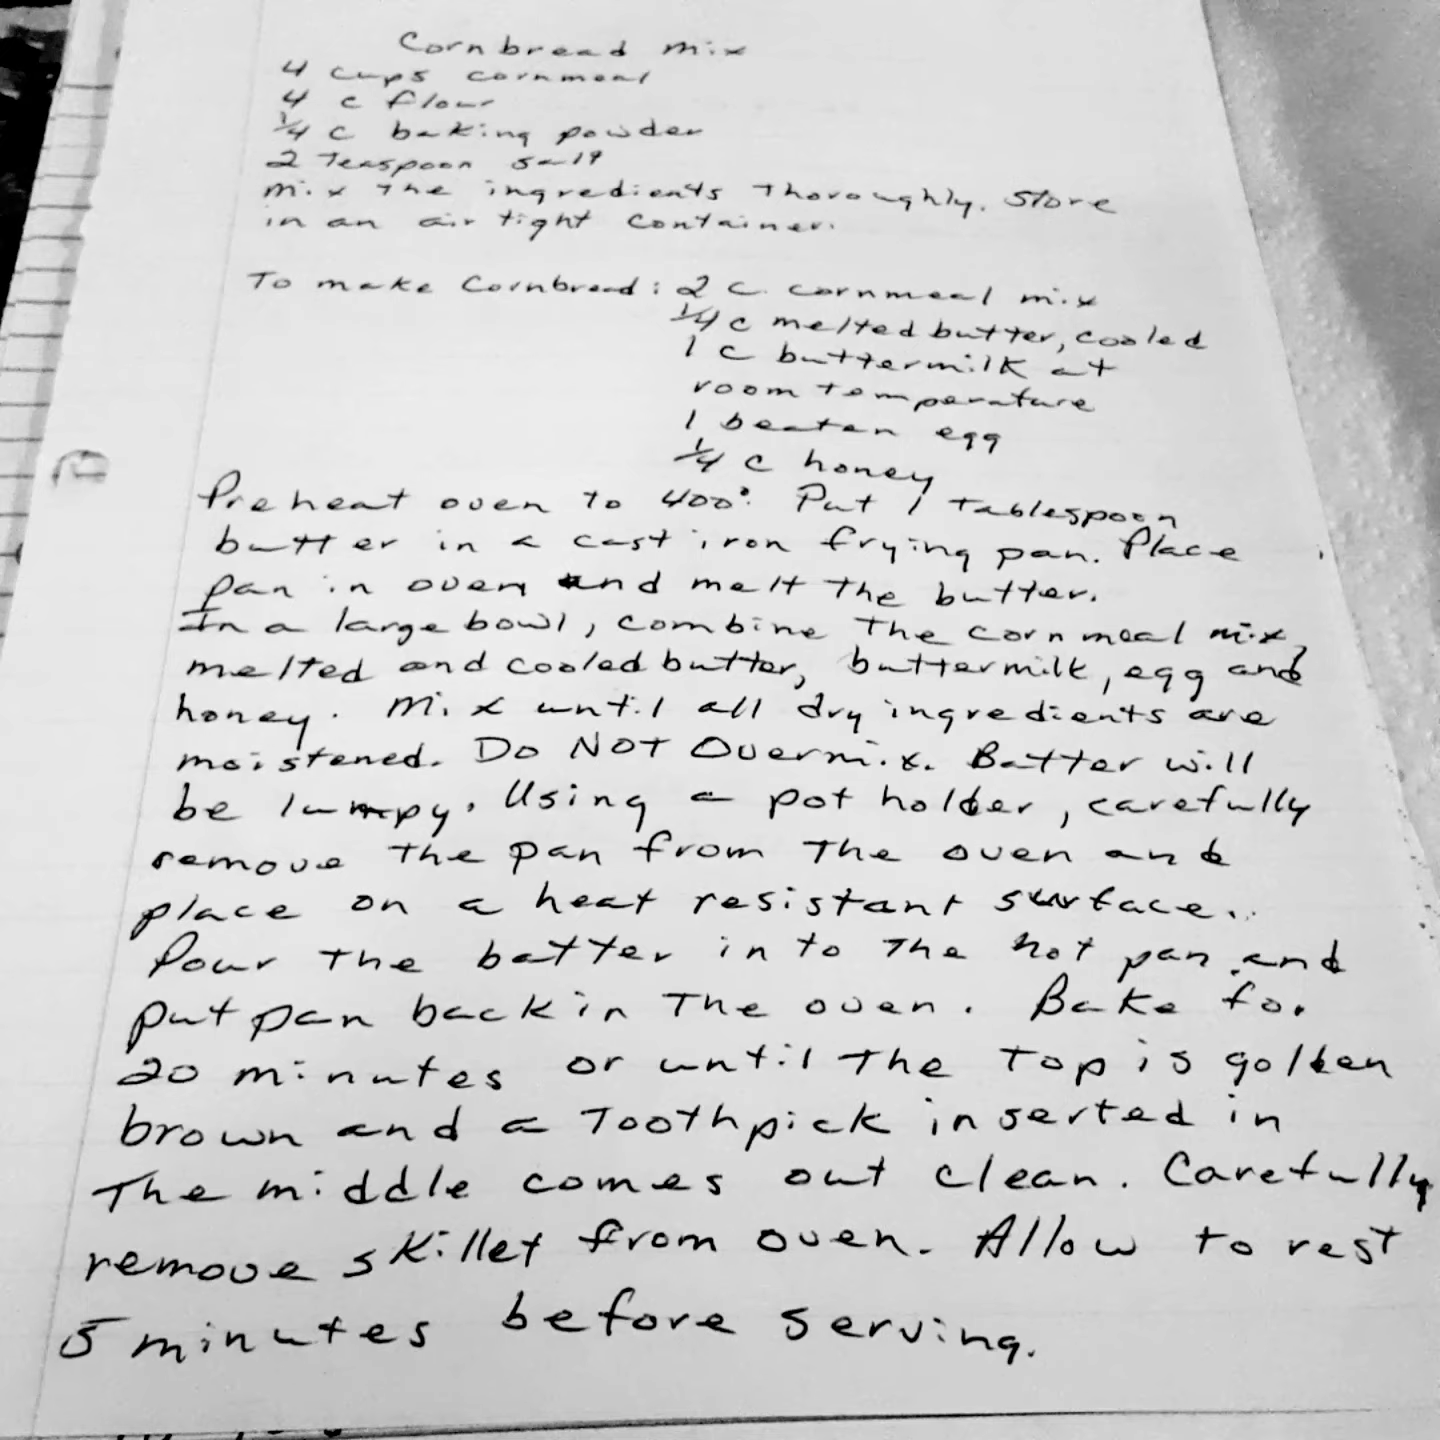 Cornbread Mix
4 cups cornmeal
4 c flour
1/4 c baking powder
2 Teaspoon salt
Mix the ingredients Thoroughly. Store
in an air tight container.
To make Cornbread: 2 c. cornmeal mix
1/4 c melted butter, cooled
1 c buttermilk at
room temperature
1 beaten egg
1/4 c honey
Preheat oven to 400°. Put 1 Tablespoon
butter in a cast iron frying pan. Place
pan in oven and melt the butter.
In a large bowl, combine the cornmeal mix,
melted and cooled butter, buttermilk, egg and
honey. Mix until all dry ingredients are
moistened. Do NOT Overmix. Batter will
be lumpy. Using a pot holder, carefully
remove the pan from the oven and
place on a heat resistant surface.
Pour the batter in to the hot pan and
put pan back in the oven. Bake for
20 minutes or until the top is golden
brown and a Toothpick inserted in
The middle comes out clean. Carefully
remove skillet from oven. Allow to rest
5 minutes before serving.